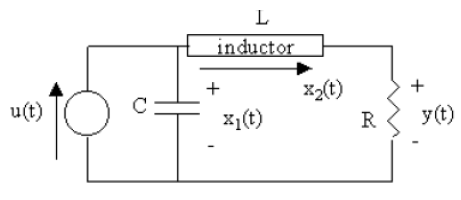 L
inductor
+ x₂(t) +
u(t) C x₁(t) R y(t)
- -